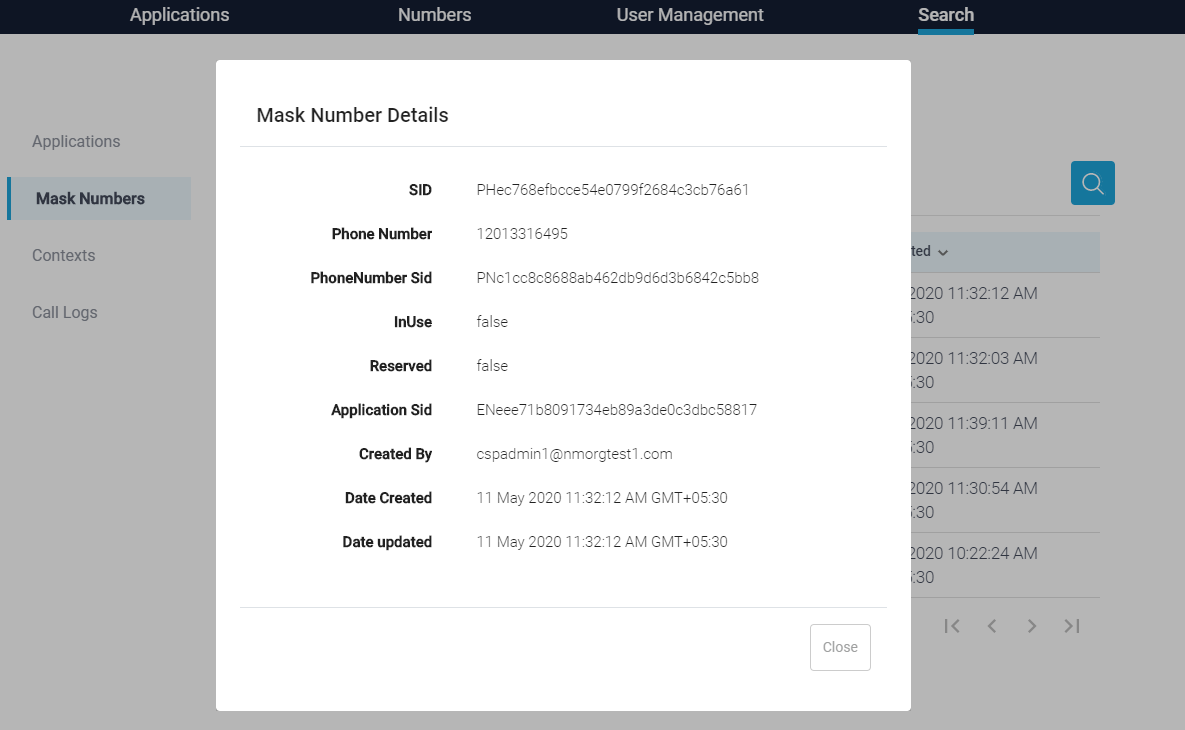 Applications Numbers User Management Search
Mask Number Details
Applications
Mask Numbers
Contexts
Call Logs
SID PHec768efbcce54e0799f2684c3cb76a61
Phone Number 12013316495
PhoneNumber Sid PNc1cc8c8688ab462db9d6d3b6842c5bb8
InUse false
Reserved false
Application Sid ENeee71b8091734eb89a3de0c3dbc58817
Created By cspadmin1@nmorgtest1.com
Date Created 11 May 2020 11:32:12 AM GMT+05:30
Date updated 11 May 2020 11:32:12 AM GMT+05:30
Close
ted
2020 11:32:12 AM
:30
2020 11:32:03 AM
:30
2020 11:39:11 AM
:30
2020 11:30:54 AM
:30
2020 10:22:24 AM
:30